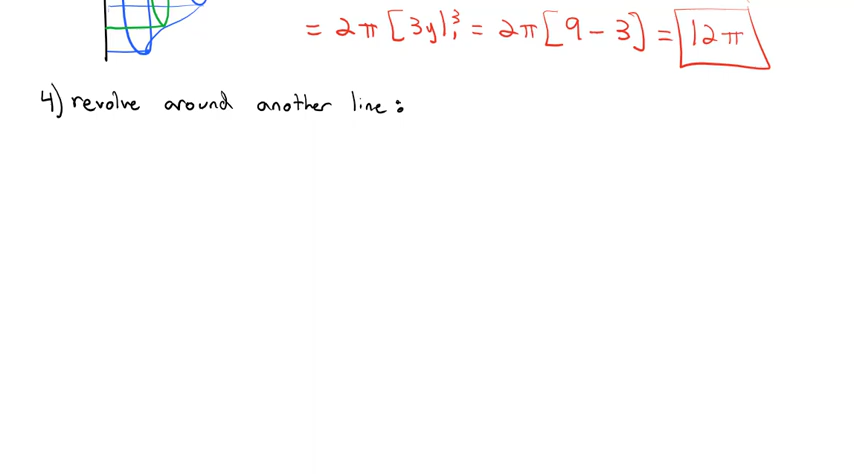 = 2π [3y]₁³ = 2π[9 - 3] = 12π
4) revolve around another line: